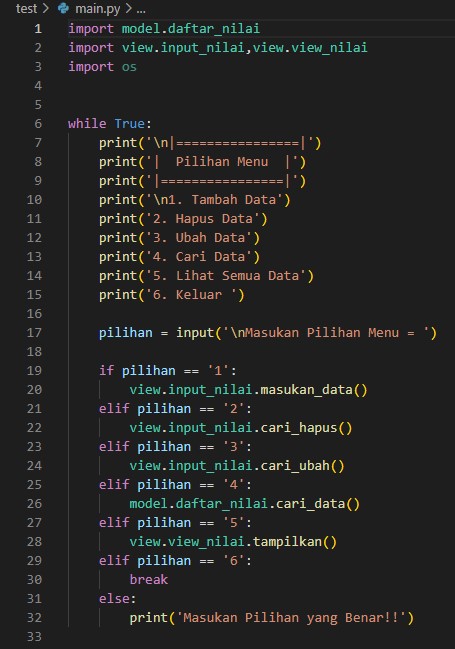 test > main.py > ...
1 import model.daftar_nilai
2 import view.input_nilai,view.view_nilai
3 import os
4
5
6 while True:
7     print('\n|================|')
8     print('|  Pilihan Menu  |')
9     print('|================|')
10     print('\n1. Tambah Data')
11     print('2. Hapus Data')
12     print('3. Ubah Data')
13     print('4. Cari Data')
14     print('5. Lihat Semua Data')
15     print('6. Keluar ')
16
17     pilihan = input('\nMasukan Pilihan Menu = ')
18
19     if pilihan == '1':
20         view.input_nilai.masukan_data()
21     elif pilihan == '2':
22         view.input_nilai.cari_hapus()
23     elif pilihan == '3':
24         view.input_nilai.cari_ubah()
25     elif pilihan == '4':
26         model.daftar_nilai.cari_data()
27     elif pilihan == '5':
28         view.view_nilai.tampilkan()
29     elif pilihan == '6':
30         break
31     else:
32         print('Masukan Pilihan yang Benar!!')
33